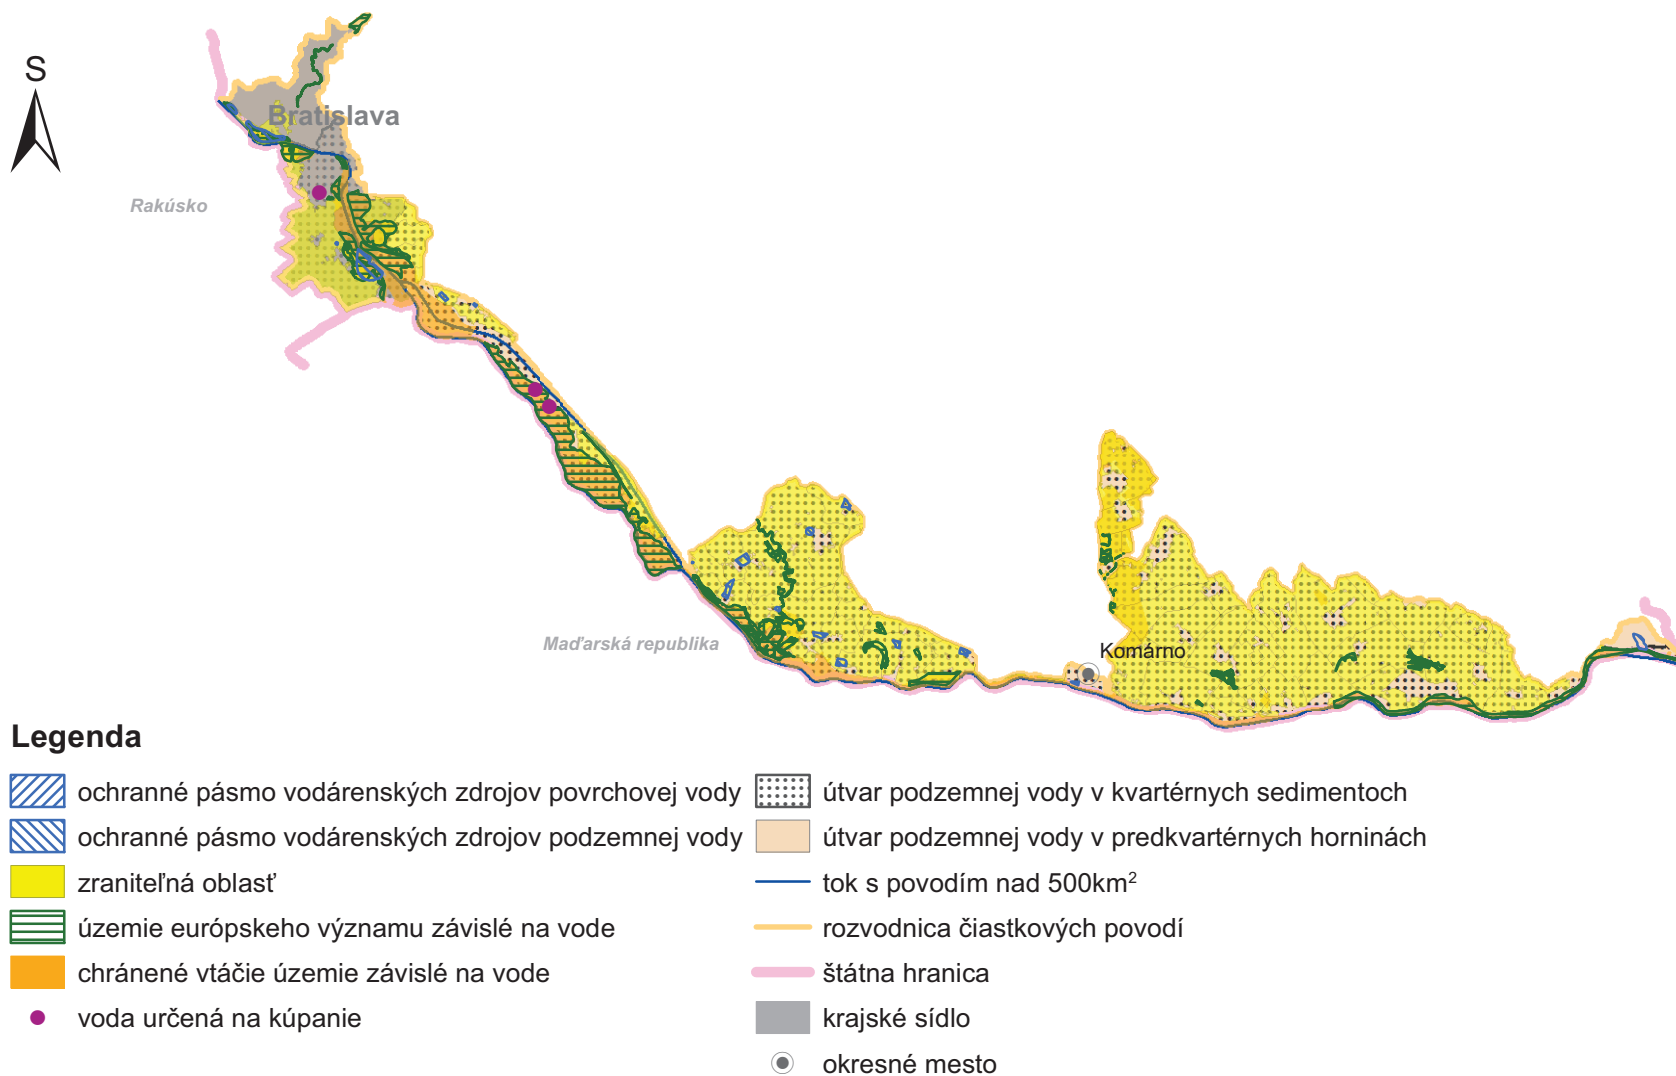 S
Bratislava
Rakúsko
Maďarská republika
Komárno
Legenda
ochranné pásmo vodárenských zdrojov povrchovej vody
ochranné pásmo vodárenských zdrojov podzemnej vody
zraniteľná oblasť
územie európskeho významu závislé na vode
chránené vtáčie územie závislé na vode
voda určená na kúpanie
útvar podzemnej vody v kvartérnych sedimentoch
útvar podzemnej vody v predkvartérnych horninách
tok s povodím nad 500km²
rozvodnica čiastkových povodí
štátna hranica
krajské sídlo
okresné mesto